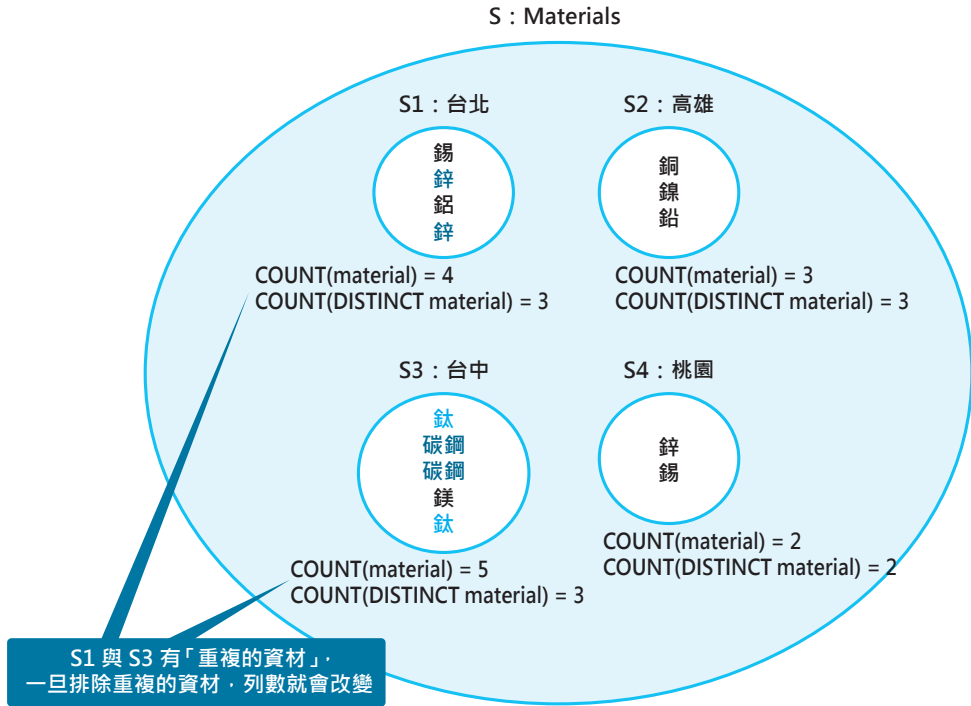 S：Materials
S1：台北
錫
鋅
鋁
鋅
COUNT(material) = 4
COUNT(DISTINCT material) = 3
S2：高雄
銅
鎳
鉛
COUNT(material) = 3
COUNT(DISTINCT material) = 3
S3：台中
鈦
碳鋼
碳鋼
鎂
鈦
COUNT(material) = 5
COUNT(DISTINCT material) = 3
S4：桃園
鋅
錫
COUNT(material) = 2
COUNT(DISTINCT material) = 2
S1 與 S3 有「重複的資材」，
一旦排除重複的資材，列數就會改變